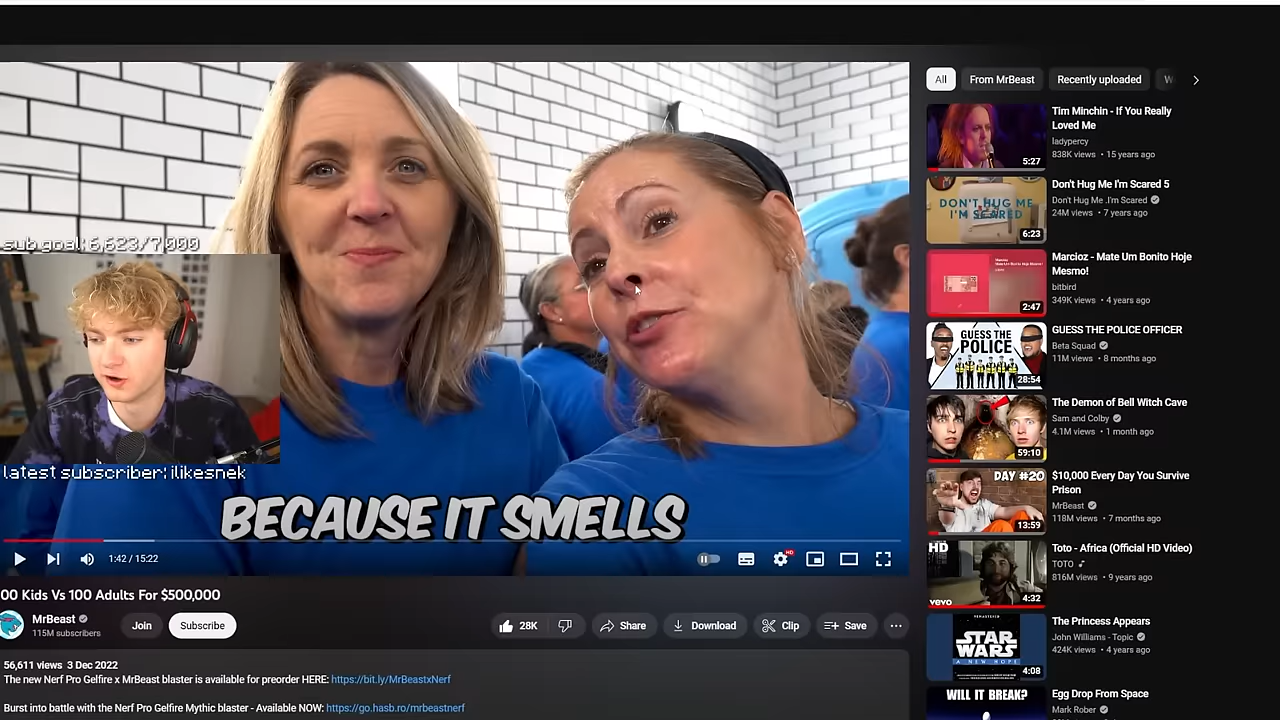 All
From MrBeast
Recently uploaded
W
Tim Minchin - If You Really
Loved Me
ladypercy
838K views • 15 years ago
5:27
DON'T HUG ME
I'M SCARED
6:23
Don't Hug Me I'm Scared 5
Don't Hug Me .I'm Scared
24M views • 7 years ago
2:47
Marcioz - Mate Um Bonito Hoje
Mesmo!
bitbird
349K views • 4 years ago
GUESS THE
POLICE
28:54
GUESS THE POLICE OFFICER
Beta Squad
11M views • 8 months ago
59:10
The Demon of Bell Witch Cave
Sam and Colby
4.1M views • 1 month ago
DAY #20
13:59
$10,000 Every Day You Survive
Prison
MrBeast
118M views • 7 months ago
HD
vevo
4:32
Toto - Africa (Official HD Video)
TOTO
816M views • 9 years ago
STAR
WARS
A NEW HOPE
4:08
The Princess Appears
John Williams - Topic
424K views • 4 years ago
WILL IT BREAK?
Egg Drop From Space
Mark Rober
sub goal: 6,623/7,000
latest subscriber: ilikesnek
BECAUSE IT SMELLS
1:42 / 15:22
HD
00 Kids Vs 100 Adults For $500,000
MrBeast
115M subscribers
Join
Subscribe
28K
Share
Download
Clip
Save
56,611 views 3 Dec 2022
The new Nerf Pro Gelfire x MrBeast blaster is available for preorder HERE: https://bit.ly/MrBeastxNerf
Burst into battle with the Nerf Pro Gelfire Mythic blaster - Available NOW: https://go.hasb.ro/mrbeastnerf